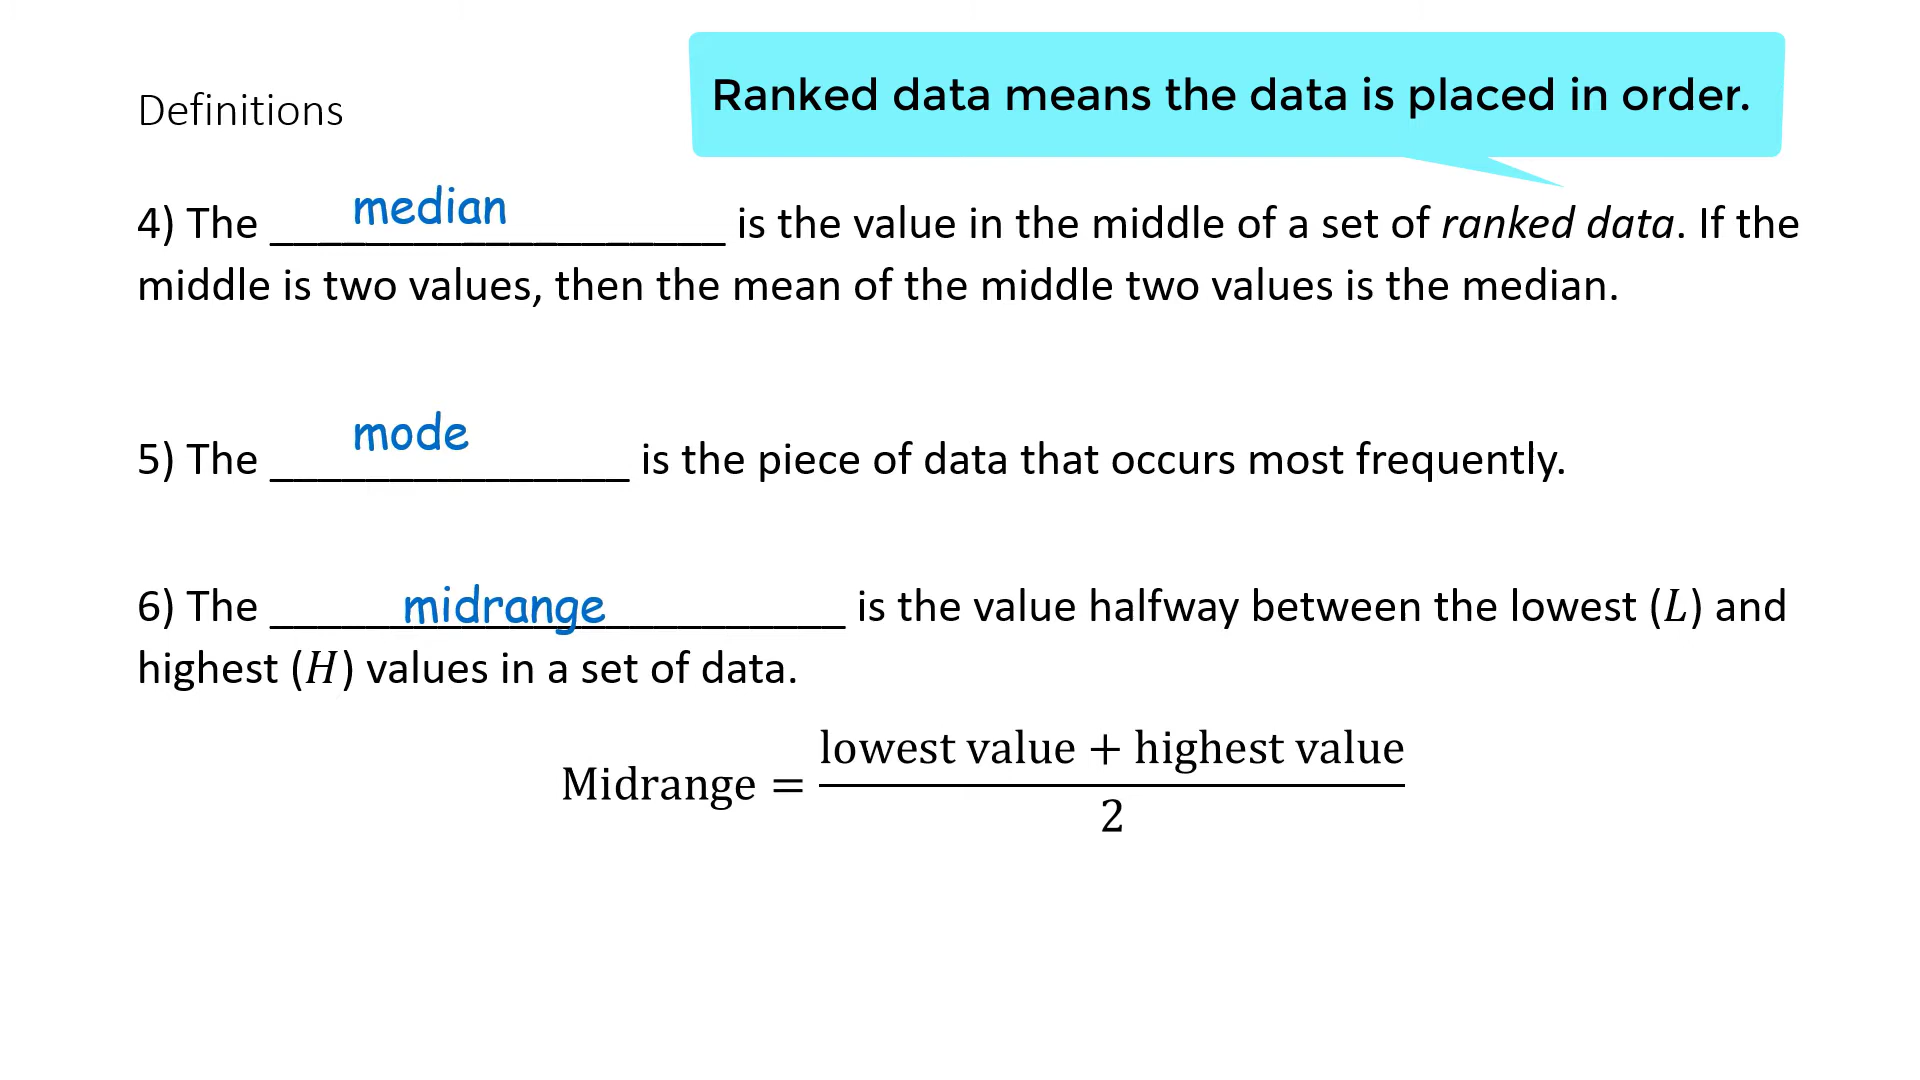 Ranked data means the data is placed in order.
Definitions
4) The ___________________ is the value in the middle of a set of ranked data. If the
median
middle is two values, then the mean of the middle two values is the median.
5) The _______________ is the piece of data that occurs most frequently.
mode
6) The ________________________ is the value halfway between the lowest (L) and
midrange
highest (H) values in a set of data.
Midrange = lowest value + highest value
2